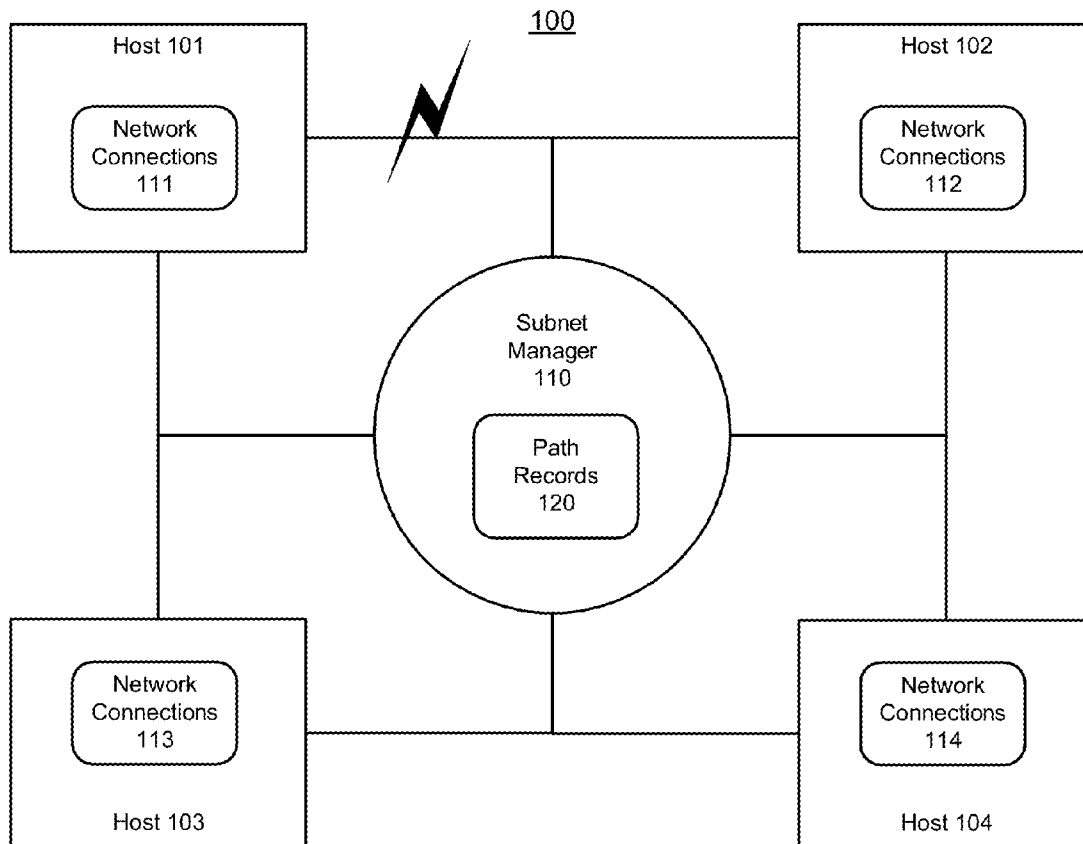 100
Host 101
Network
Connections
111
Host 102
Network
Connections
112
Subnet
Manager
110
Path
Records
120
Network
Connections
113
Host 103
Network
Connections
114
Host 104